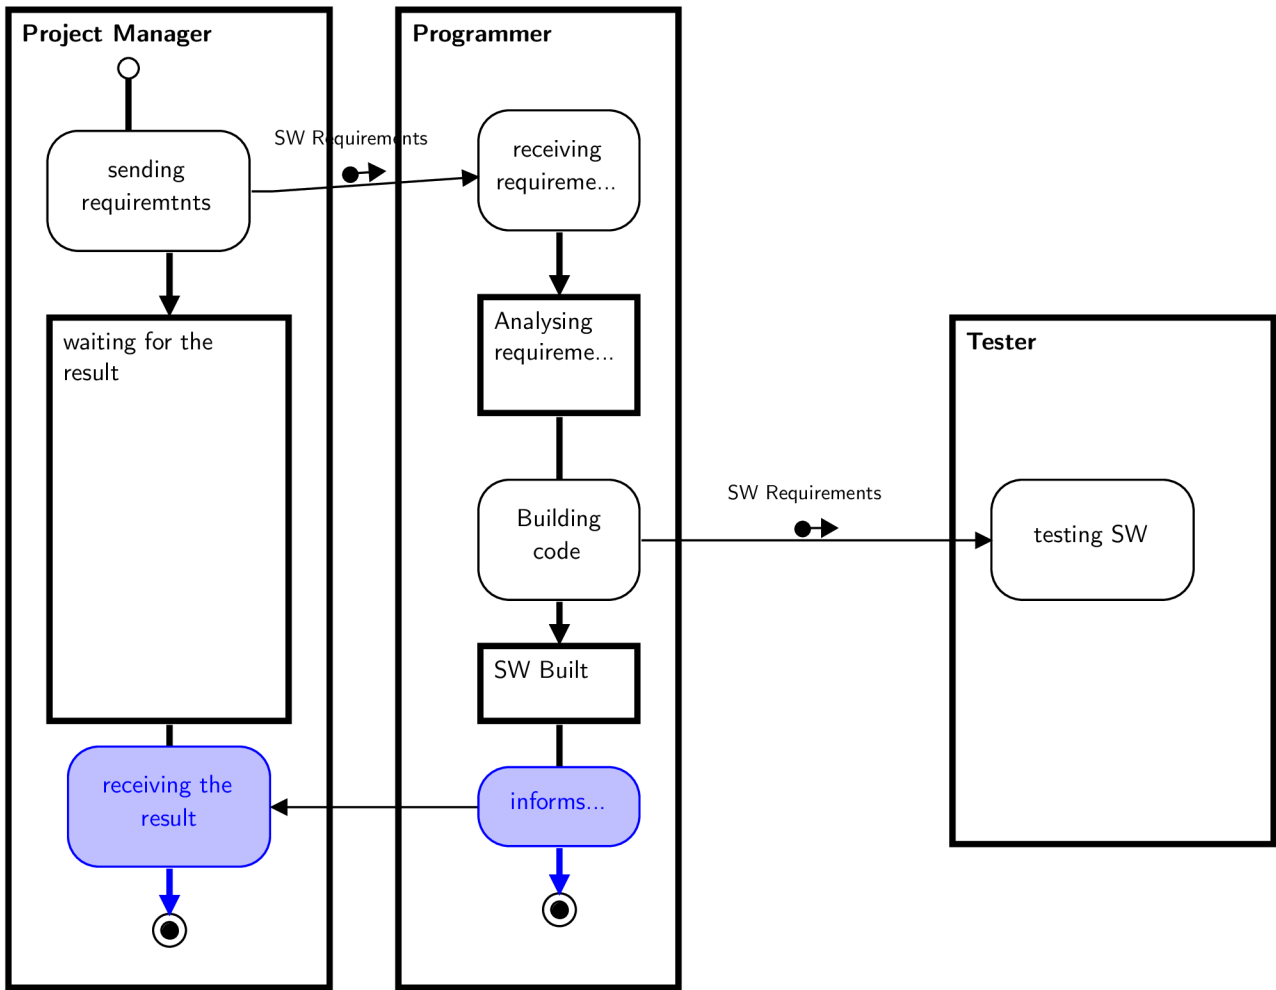 Project Manager
sending
requiremtnts
waiting for the
result
receiving the
result
SW Requirements
Programmer
receiving
requireme...
Analysing
requireme...
Building
code
SW Built
informs...
SW Requirements
Tester
testing SW